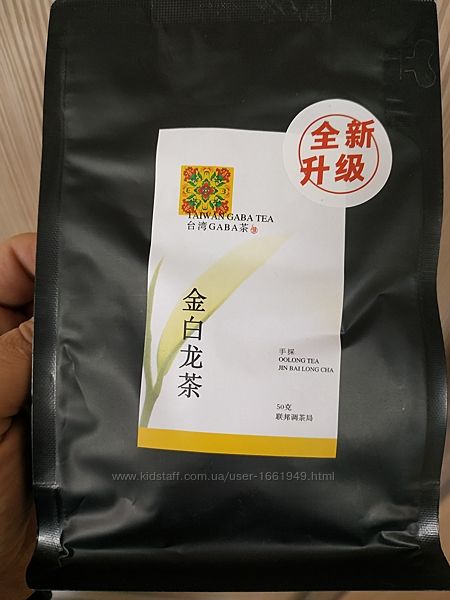 全新
升级
TAIWAN GABA TEA
台湾GABA茶
金白龙茶
手採
OOLONG TEA
JIN BAI LONG CHA
50克
联邦调茶局
www.kidstaff.com.ua/user-1661949.html